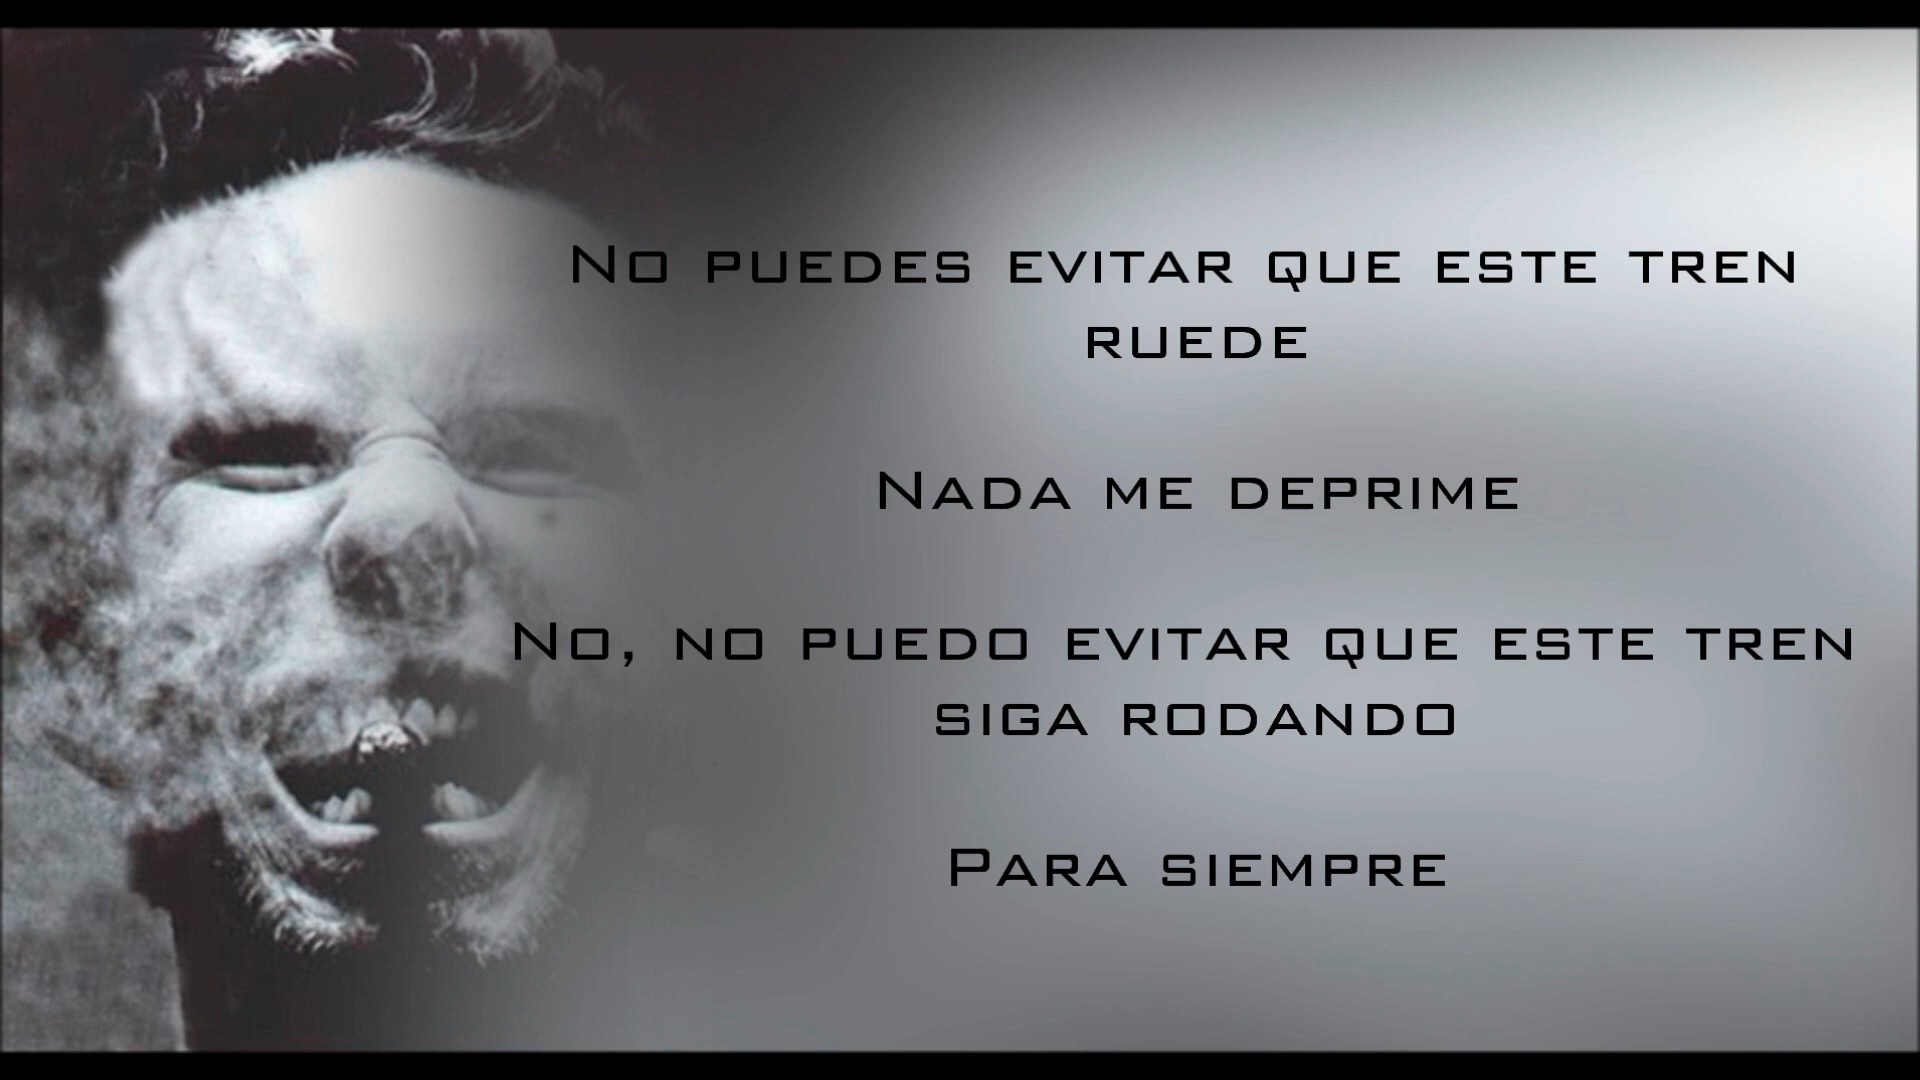 No puedes evitar que este tren
ruede
Nada me deprime
No, no puedo evitar que este tren
siga rodando
Para siempre